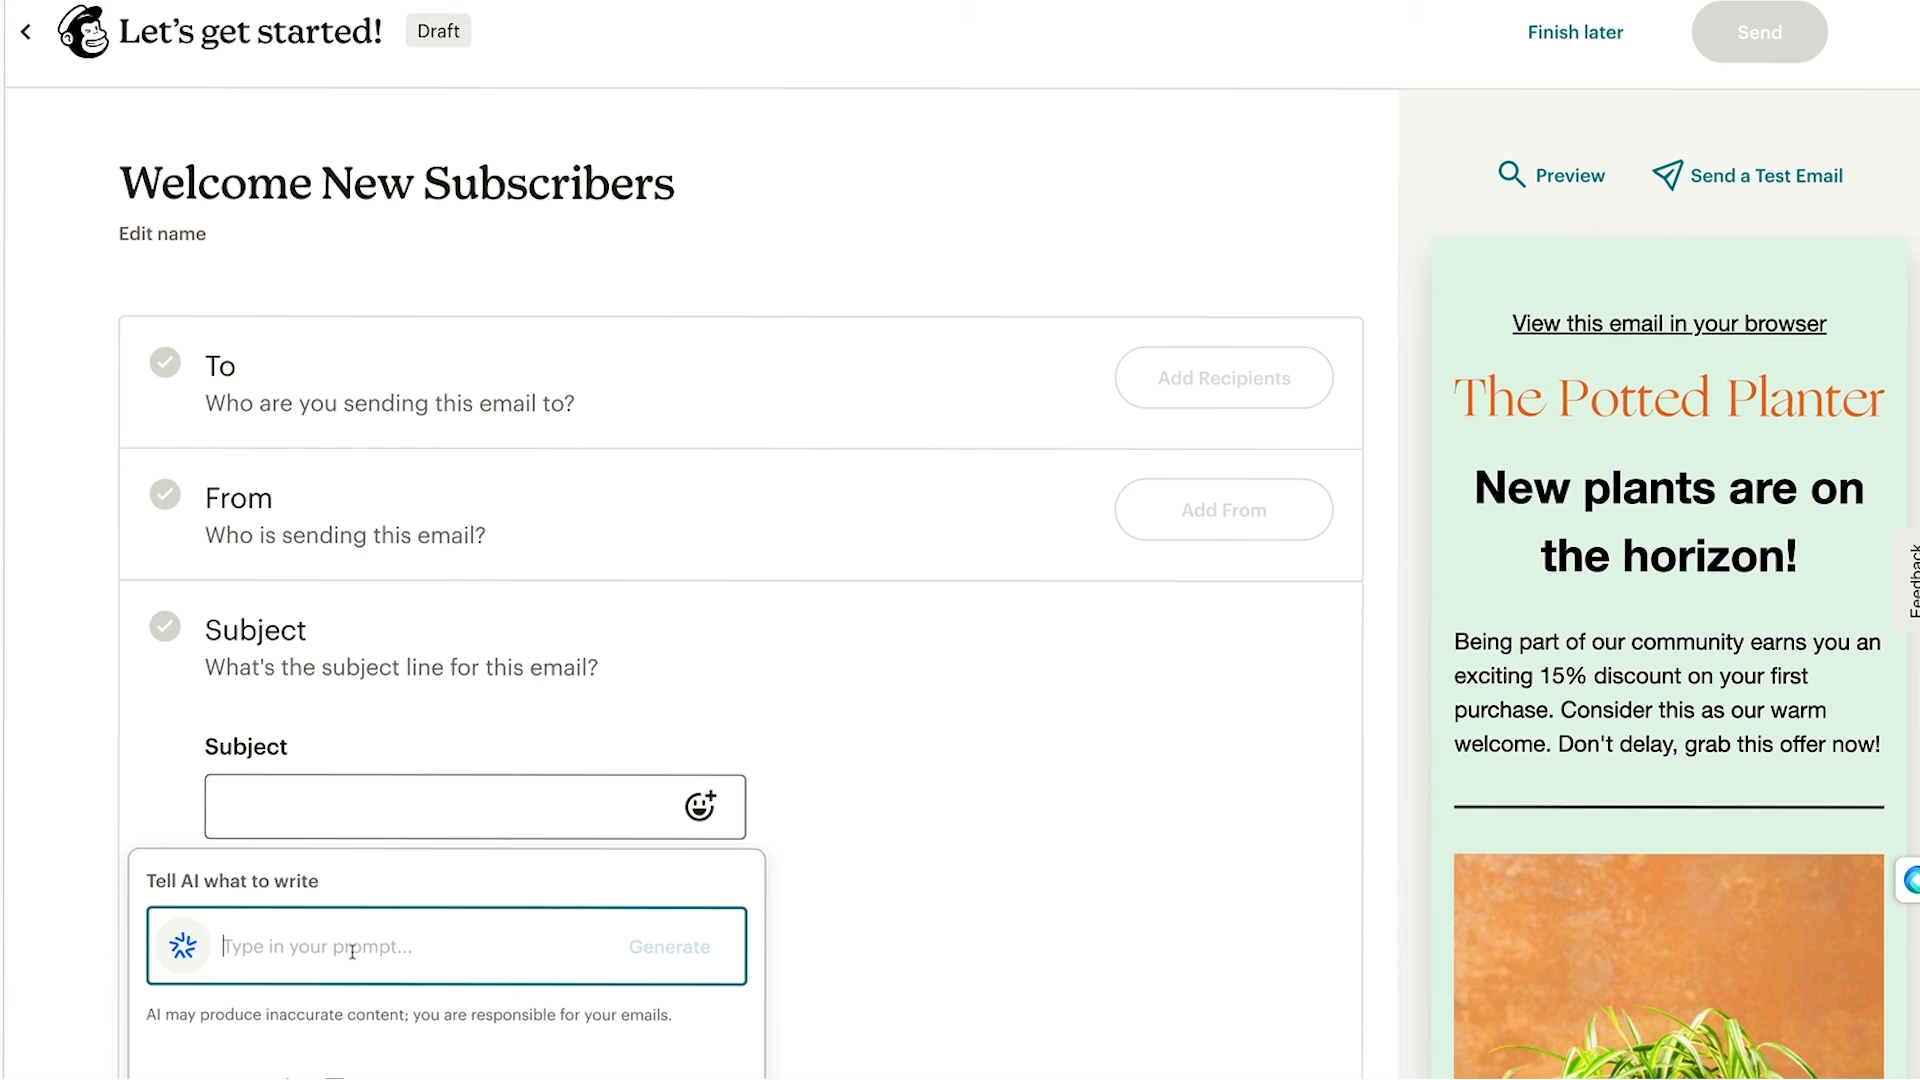 Let's get started!
Draft
Finish later
Send
Welcome New Subscribers
Edit name
Preview
Send a Test Email
To
Who are you sending this email to?
Add Recipients
From
Who is sending this email?
Add From
Subject
What's the subject line for this email?
Subject
Tell AI what to write
Type in your prompt...
Generate
AI may produce inaccurate content; you are responsible for your emails.
View this email in your browser
The Potted Planter
New plants are on
the horizon!
Being part of our community earns you an
exciting 15% discount on your first
purchase. Consider this as our warm
welcome. Don't delay, grab this offer now!
Feedback